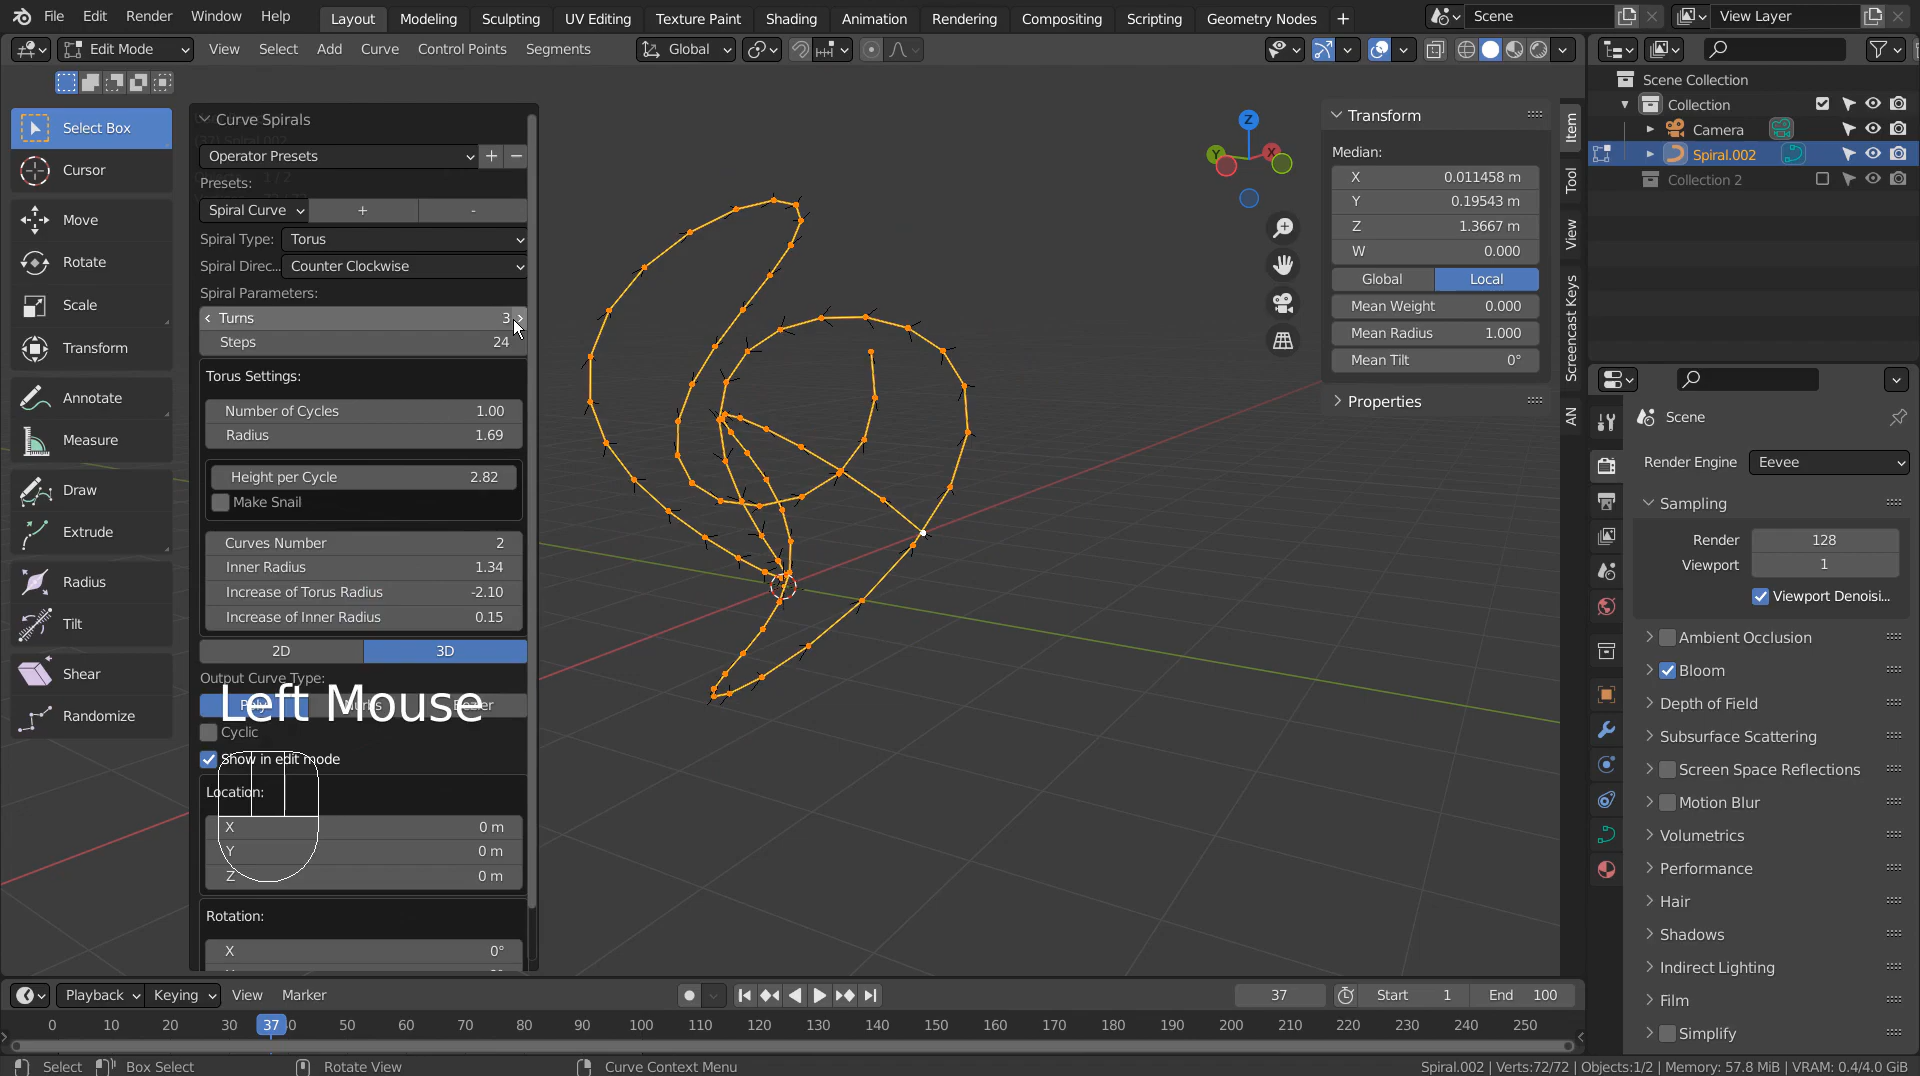 File Edit Render Window Help Layout Modeling Sculpting UV Editing Texture Paint Shading Animation Rendering Compositing Scripting Geometry Nodes + Scene View Layer
Edit Mode View Select Add Curve Control Points Segments Global
Select Box
Cursor
Move
Rotate
Scale
Transform
Annotate
Measure
Draw
Extrude
Radius
Tilt
Shear
Randomize
Curve Spirals
Operator Presets + −
Presets:
Spiral Curve + -
Spiral Type: Torus
Spiral Direc... Counter Clockwise
Spiral Parameters:
Turns 3
Steps 24
Torus Settings:
Number of Cycles 1.00
Radius 1.69
Height per Cycle 2.82
Make Snail
Curves Number 2
Inner Radius 1.34
Increase of Torus Radius -2.10
Increase of Inner Radius 0.15
2D 3D
Output Curve Type:
Left Mouse
Cyclic
Show in edit mode
Location:
X 0 m
Y 0 m
Z 0 m
Rotation:
X 0°
Z
Y
X
Transform
Median:
X 0.011458 m
Y 0.19543 m
Z 1.3667 m
W 0.000
Global Local
Mean Weight 0.000
Mean Radius 1.000
Mean Tilt 0°
Properties
Item
Tool
View
Screencast Keys
AN
Scene Collection
Collection
Camera
Spiral.002
Collection 2
Scene
Render Engine Eevee
Sampling
Render 128
Viewport 1
Viewport Denoisi...
Ambient Occlusion
Bloom
Depth of Field
Subsurface Scattering
Screen Space Reflections
Motion Blur
Volumetrics
Performance
Hair
Shadows
Indirect Lighting
Film
Simplify
Playback Keying View Marker 37 Start 1 End 100
0 10 20 30 37 50 60 70 80 90 100 110 120 130 140 150 160 170 180 190 200 210 220 230 240 250
Select Box Select Rotate View Curve Context Menu Spiral.002 | Verts:72/72 | Objects:1/2 | Memory: 57.8 MiB | VRAM: 0.4/4.0 GiB